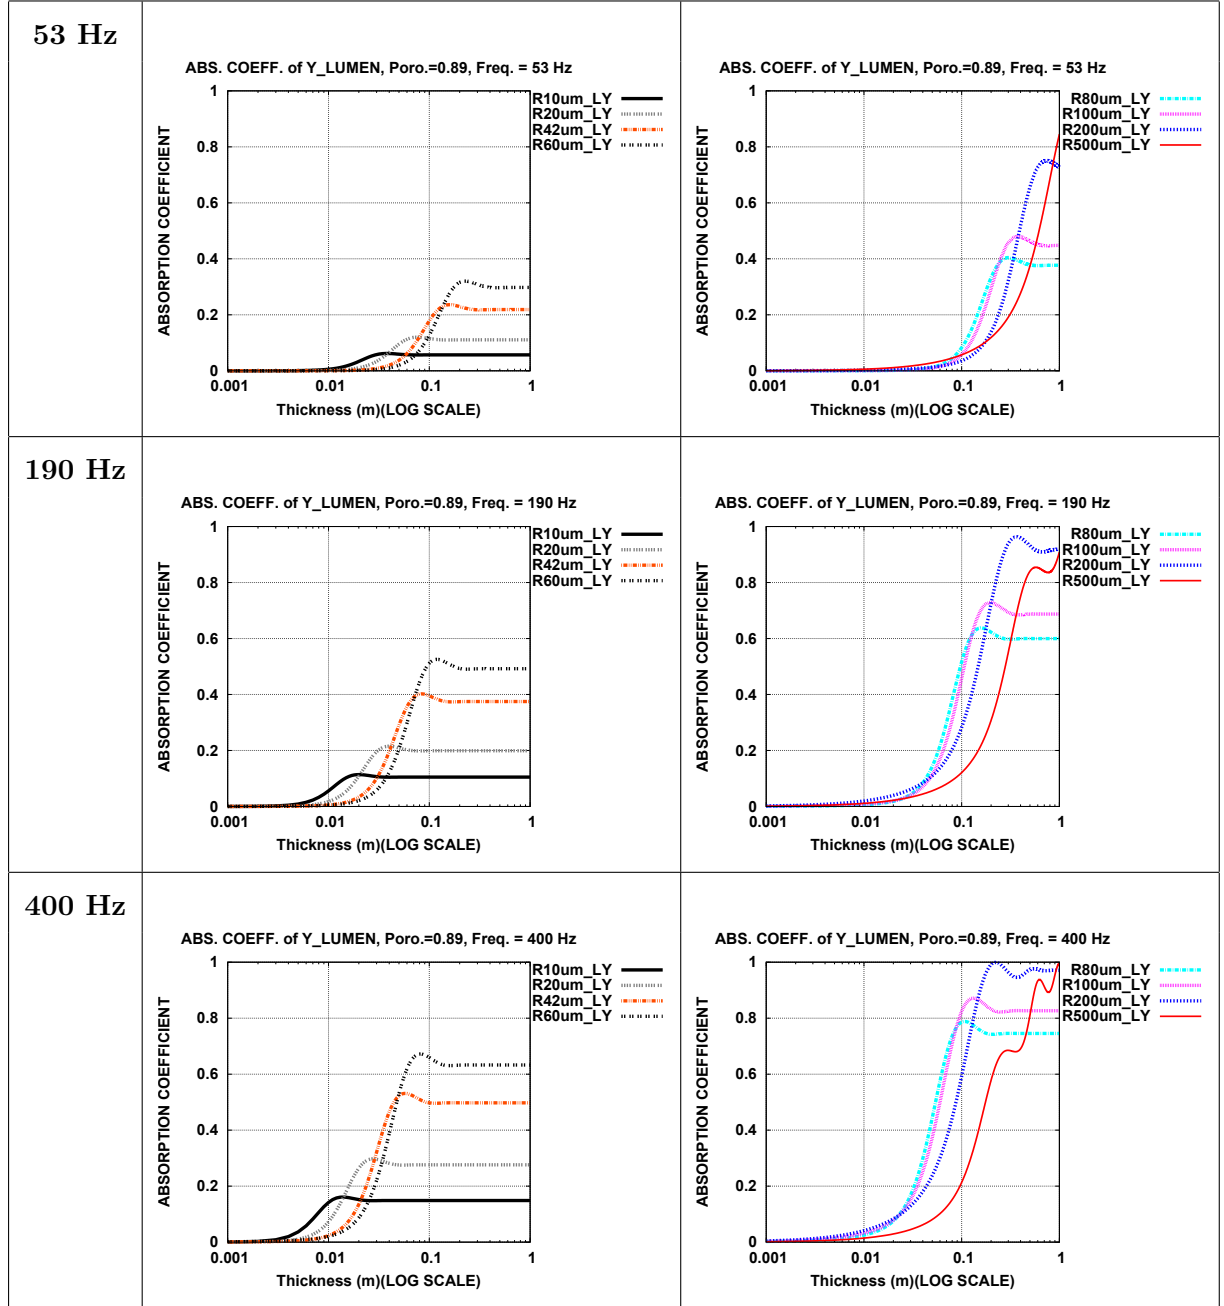 53 Hz
ABS. COEFF. of Y_LUMEN, Poro.=0.89, Freq. = 53 Hz
ABSORPTION COEFFICIENT
1
0.8
0.6
0.4
0.2
0
0.001 0.01 0.1 1
Thickness (m)(LOG SCALE)
R10um_LY
R20um_LY
R42um_LY
R60um_LY
ABS. COEFF. of Y_LUMEN, Poro.=0.89, Freq. = 53 Hz
ABSORPTION COEFFICIENT
1
0.8
0.6
0.4
0.2
0
0.001 0.01 0.1 1
Thickness (m)(LOG SCALE)
R80um_LY
R100um_LY
R200um_LY
R500um_LY
190 Hz
ABS. COEFF. of Y_LUMEN, Poro.=0.89, Freq. = 190 Hz
ABSORPTION COEFFICIENT
1
0.8
0.6
0.4
0.2
0
0.001 0.01 0.1 1
Thickness (m)(LOG SCALE)
R10um_LY
R20um_LY
R42um_LY
R60um_LY
ABS. COEFF. of Y_LUMEN, Poro.=0.89, Freq. = 190 Hz
ABSORPTION COEFFICIENT
1
0.8
0.6
0.4
0.2
0
0.001 0.01 0.1 1
Thickness (m)(LOG SCALE)
R80um_LY
R100um_LY
R200um_LY
R500um_LY
400 Hz
ABS. COEFF. of Y_LUMEN, Poro.=0.89, Freq. = 400 Hz
ABSORPTION COEFFICIENT
1
0.8
0.6
0.4
0.2
0
0.001 0.01 0.1 1
Thickness (m)(LOG SCALE)
R10um_LY
R20um_LY
R42um_LY
R60um_LY
ABS. COEFF. of Y_LUMEN, Poro.=0.89, Freq. = 400 Hz
ABSORPTION COEFFICIENT
1
0.8
0.6
0.4
0.2
0
0.001 0.01 0.1 1
Thickness (m)(LOG SCALE)
R80um_LY
R100um_LY
R200um_LY
R500um_LY